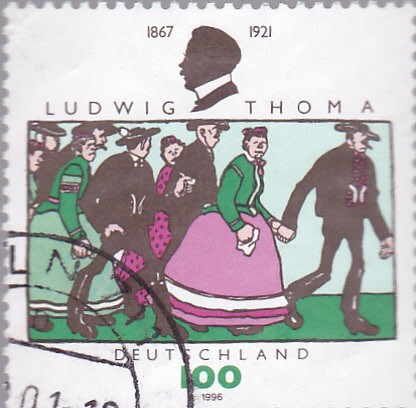 1867 1921
LUDWIG THOMA
DEUTSCHLAND
100
1996